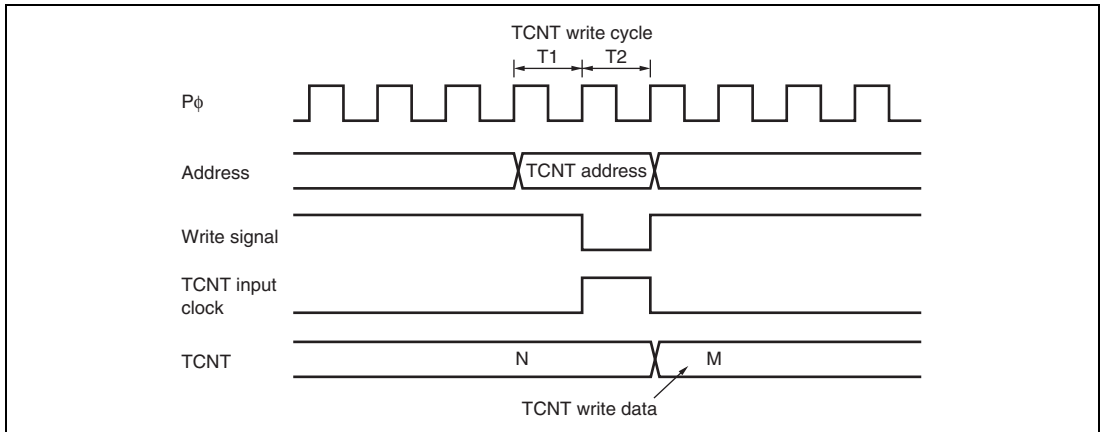 TCNT write cycle
T1 T2
Pϕ
Address
TCNT address
Write signal
TCNT input
clock
TCNT
N
M
TCNT write data